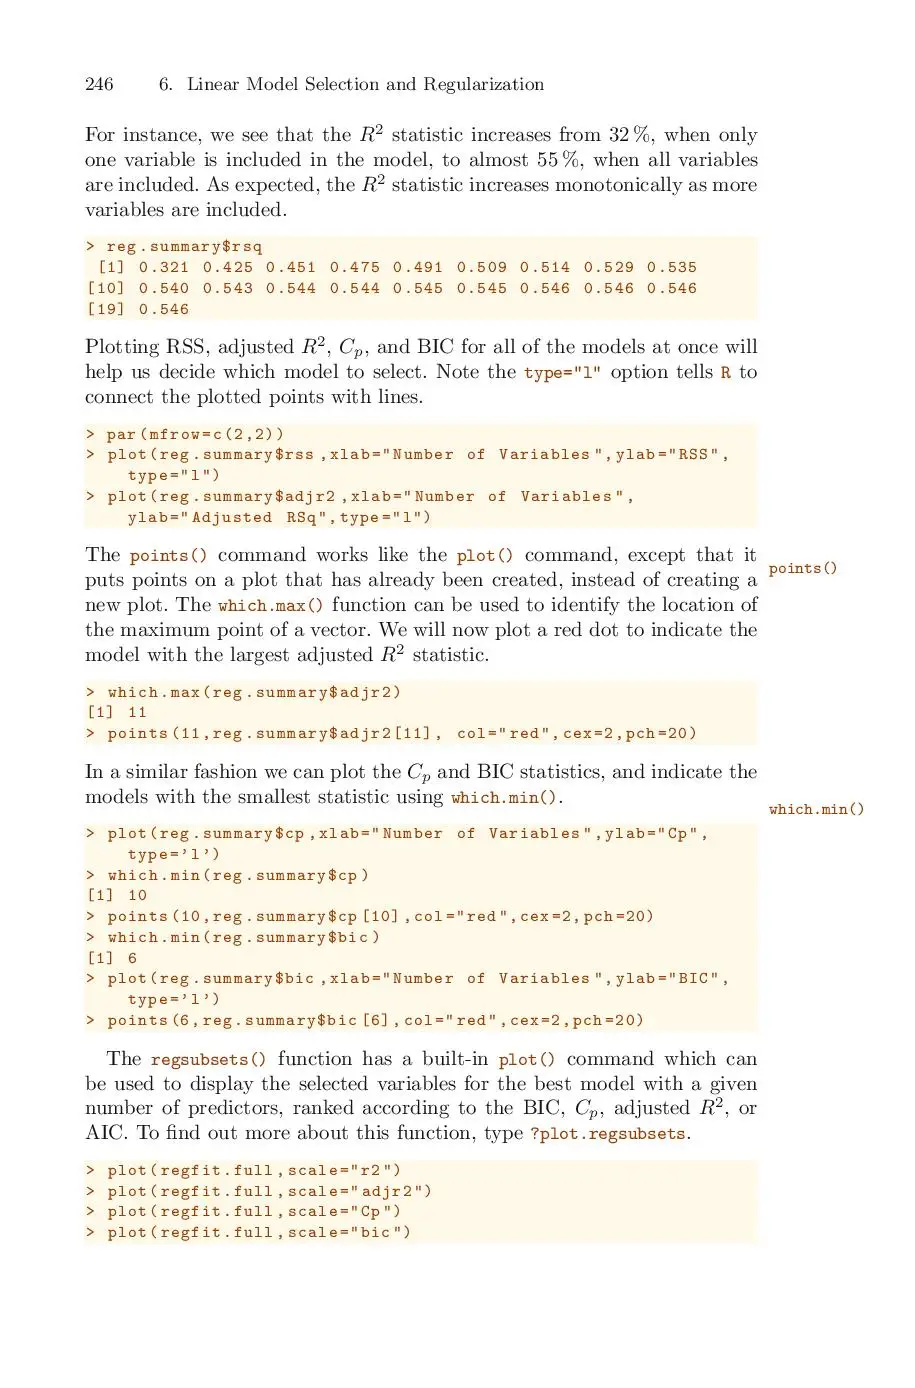 246 6. Linear Model Selection and Regularization
For instance, we see that the R² statistic increases from 32 %, when only
one variable is included in the model, to almost 55 %, when all variables
are included. As expected, the R² statistic increases monotonically as more
variables are included.
> reg.summary$rsq
[1] 0.321 0.425 0.451 0.475 0.491 0.509 0.514 0.529 0.535
[10] 0.540 0.543 0.544 0.544 0.545 0.545 0.546 0.546 0.546
[19] 0.546
Plotting RSS, adjusted R², Cp, and BIC for all of the models at once will
help us decide which model to select. Note the type="l" option tells R to
connect the plotted points with lines.
> par(mfrow=c(2,2))
> plot(reg.summary$rss,xlab="Number of Variables",ylab="RSS",
type="l")
> plot(reg.summary$adjr2,xlab="Number of Variables",
ylab="Adjusted RSq",type="l")
The points() command works like the plot() command, except that it
puts points on a plot that has already been created, instead of creating a
points()
new plot. The which.max() function can be used to identify the location of
the maximum point of a vector. We will now plot a red dot to indicate the
model with the largest adjusted R² statistic.
> which.max(reg.summary$adjr2)
[1] 11
> points(11,reg.summary$adjr2[11], col="red",cex=2,pch=20)
In a similar fashion we can plot the Cp and BIC statistics, and indicate the
models with the smallest statistic using which.min().
which.min()
> plot(reg.summary$cp,xlab="Number of Variables",ylab="Cp",
type=’l’)
> which.min(reg.summary$cp)
[1] 10
> points(10,reg.summary$cp[10],col="red",cex=2,pch=20)
> which.min(reg.summary$bic)
[1] 6
> plot(reg.summary$bic,xlab="Number of Variables",ylab="BIC",
type=’l’)
> points(6,reg.summary$bic[6],col="red",cex=2,pch=20)
The regsubsets() function has a built-in plot() command which can
be used to display the selected variables for the best model with a given
number of predictors, ranked according to the BIC, Cp, adjusted R², or
AIC. To find out more about this function, type ?plot.regsubsets.
> plot(regfit.full,scale="r2")
> plot(regfit.full,scale="adjr2")
> plot(regfit.full,scale="Cp")
> plot(regfit.full,scale="bic")